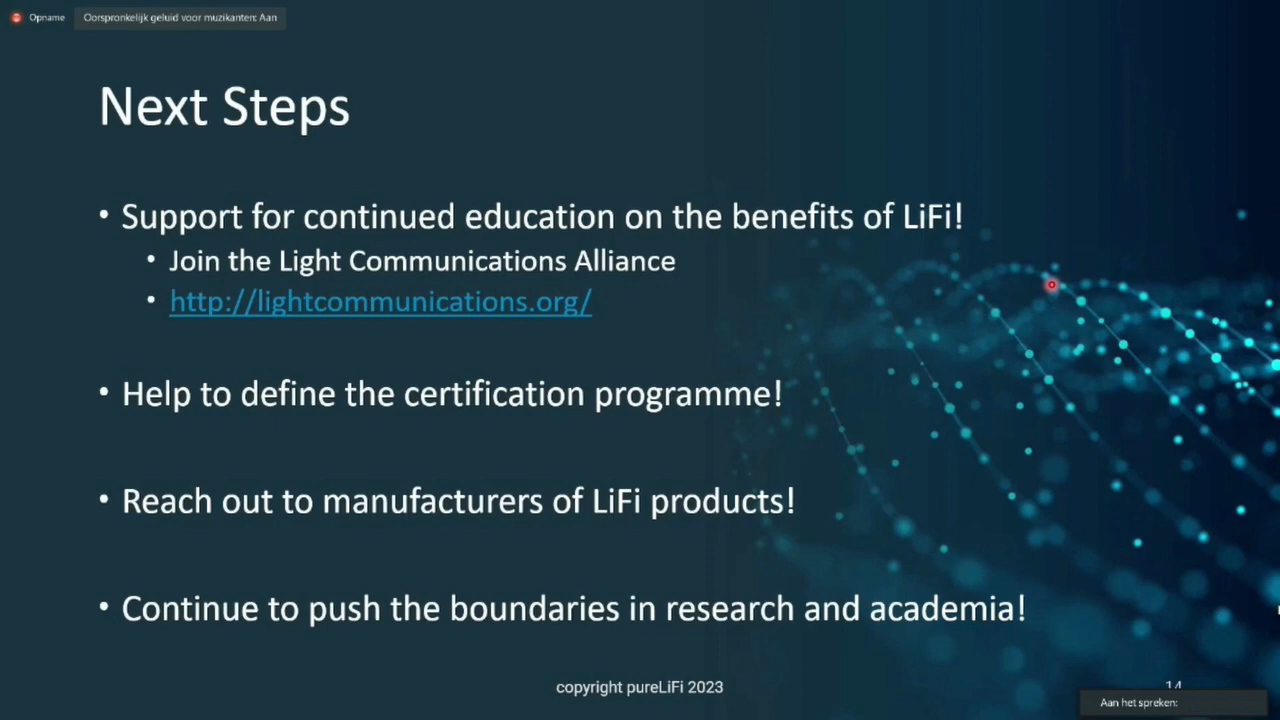 Opname
Oorspronkelijk geluid voor muzikanten: Aan
Next Steps
• Support for continued education on the benefits of LiFi!
• Join the Light Communications Alliance
• http://lightcommunications.org/
• Help to define the certification programme!
• Reach out to manufacturers of LiFi products!
• Continue to push the boundaries in research and academia!
copyright pureLiFi 2023
14
Aan het spreken: